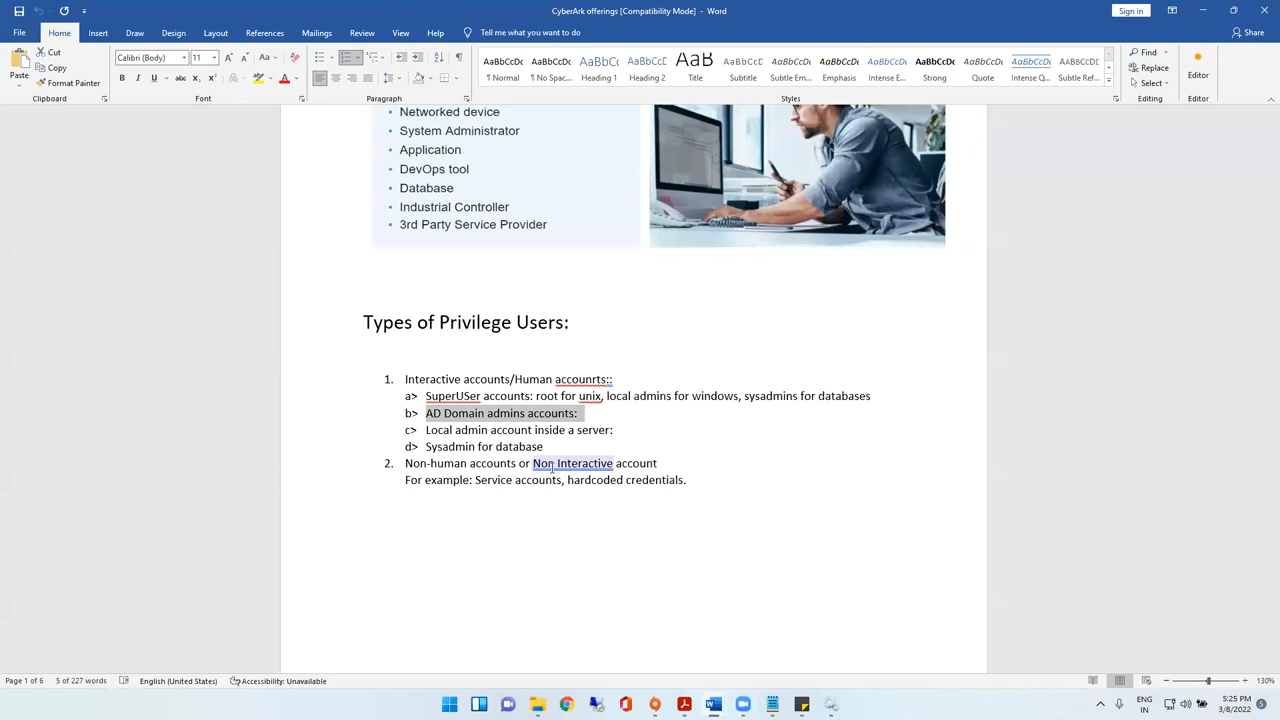 CyberArk offerings [Compatibility Mode] - Word
Sign in
File Home Insert Draw Design Layout References Mailings Review View Help Tell me what you want to do Share
Paste Cut Copy Format Painter
Calibri (Body) 11
AaBbCcDc ¶ Normal
AaBbCcDc ¶ No Spac...
AaBbC Heading 1
AaBbCc Heading 2
AaB Title
AaBbCcD Subtitle
AaBbCcDc Subtle Em...
AaBbCcDc Emphasis
AaBbCcDc Intense E...
AaBbCcDc Strong
AaBbCcDc Quote
AaBbCcDc Intense Q...
AaBbCcDc Subtle Ref...
Find
Replace
Select
Editor
Clipboard Font Paragraph Styles Editing Editor
• Networked device
• System Administrator
• Application
• DevOps tool
• Database
• Industrial Controller
• 3rd Party Service Provider
Types of Privilege Users:
1. Interactive accounts/Human accounrts::
a> SuperUSer accounts: root for unix, local admins for windows, sysadmins for databases
b> AD Domain admins accounts:
c> Local admin account inside a server:
d> Sysadmin for database
2. Non-human accounts or Non Interactive account
For example: Service accounts, hardcoded credentials.
Page 1 of 6 5 of 227 words English (United States) Accessibility: Unavailable 130%
ENG IN
5:25 PM
3/8/2022